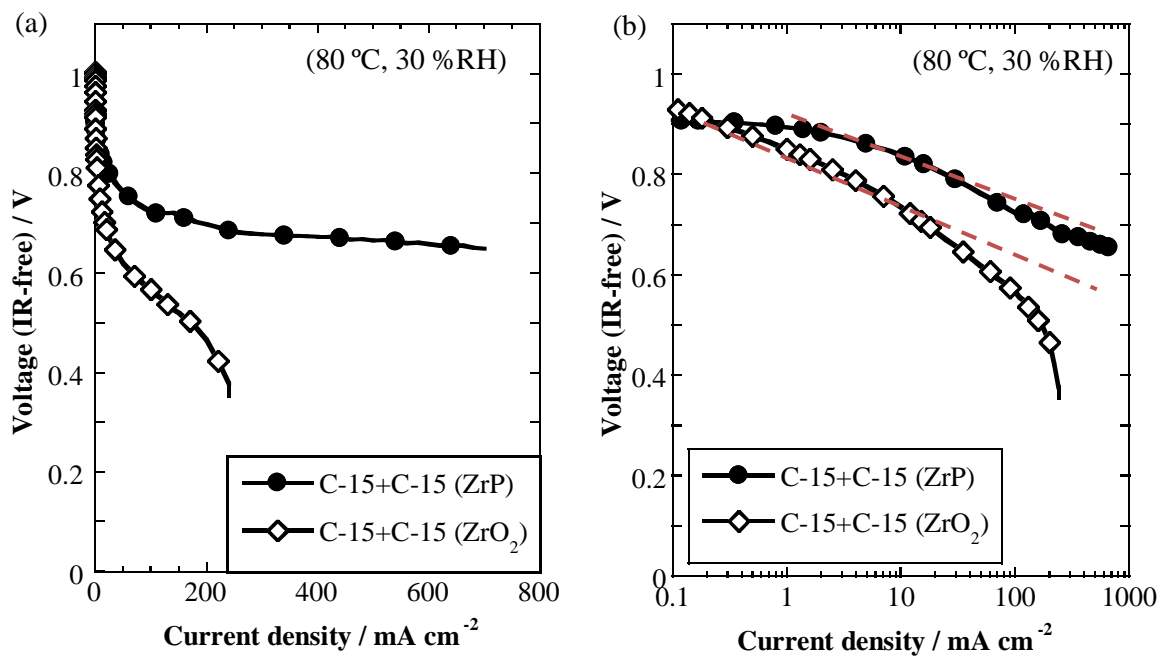 (a)
(80 ºC, 30 %RH)
Voltage (IR-free) / V
1
0.8
0.6
0.4
0.2
0
C-15+C-15 (ZrP)
C-15+C-15 (ZrO2)
0 200 400 600 800
Current density / mA cm-2
(b)
(80 ºC, 30 %RH)
Voltage (IR-free) / V
1
0.8
0.6
0.4
0.2
0
C-15+C-15 (ZrP)
C-15+C-15 (ZrO2)
0.1 1 10 100 1000
Current density / mA cm-2